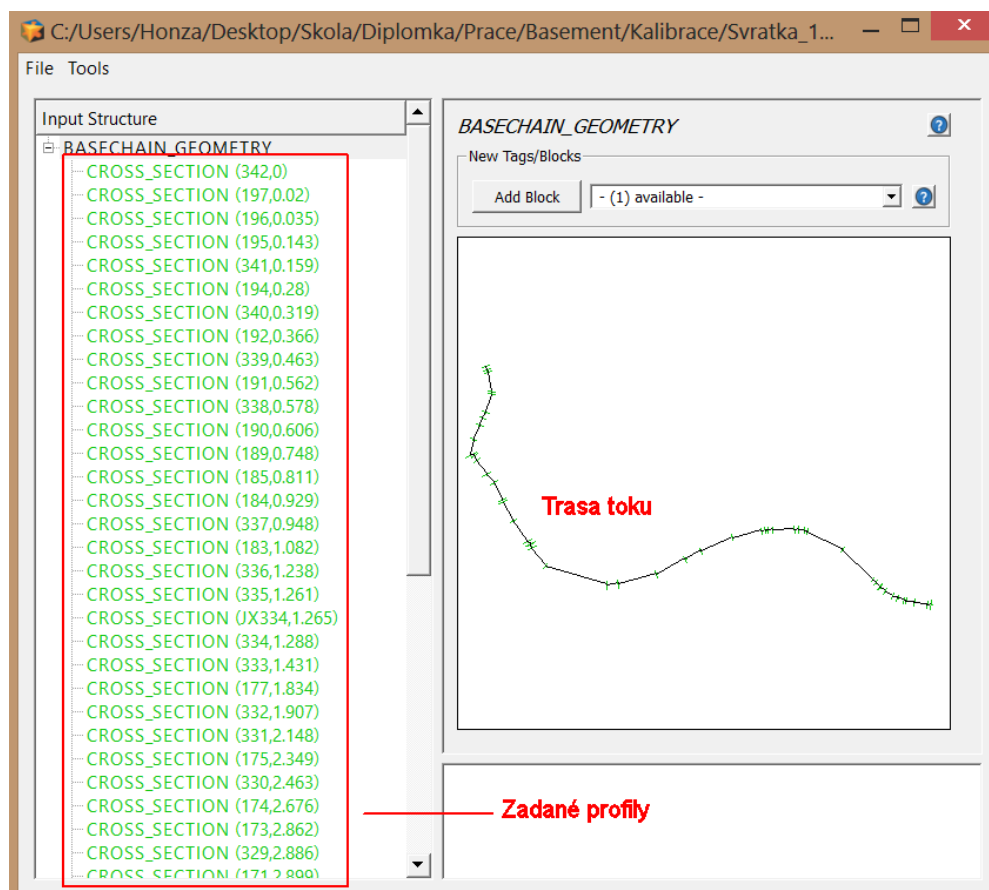 C:/Users/Honza/Desktop/Skola/Diplomka/Prace/Basement/Kalibrace/Svratka_1...
File Tools
Input Structure
BASECHAIN_GEOMETRY
CROSS_SECTION (342,0)
CROSS_SECTION (197,0.02)
CROSS_SECTION (196,0.035)
CROSS_SECTION (195,0.143)
CROSS_SECTION (341,0.159)
CROSS_SECTION (194,0.28)
CROSS_SECTION (340,0.319)
CROSS_SECTION (192,0.366)
CROSS_SECTION (339,0.463)
CROSS_SECTION (191,0.562)
CROSS_SECTION (338,0.578)
CROSS_SECTION (190,0.606)
CROSS_SECTION (189,0.748)
CROSS_SECTION (185,0.811)
CROSS_SECTION (184,0.929)
CROSS_SECTION (337,0.948)
CROSS_SECTION (183,1.082)
CROSS_SECTION (336,1.238)
CROSS_SECTION (335,1.261)
CROSS_SECTION (JX334,1.265)
CROSS_SECTION (334,1.288)
CROSS_SECTION (333,1.431)
CROSS_SECTION (177,1.834)
CROSS_SECTION (332,1.907)
CROSS_SECTION (331,2.148)
CROSS_SECTION (175,2.349)
CROSS_SECTION (330,2.463)
CROSS_SECTION (174,2.676)
CROSS_SECTION (173,2.862)
CROSS_SECTION (329,2.886)
CROSS_SECTION (171,2.899)
BASECHAIN_GEOMETRY
New Tags/Blocks
Add Block
- (1) available -
Trasa toku
Zadané profily